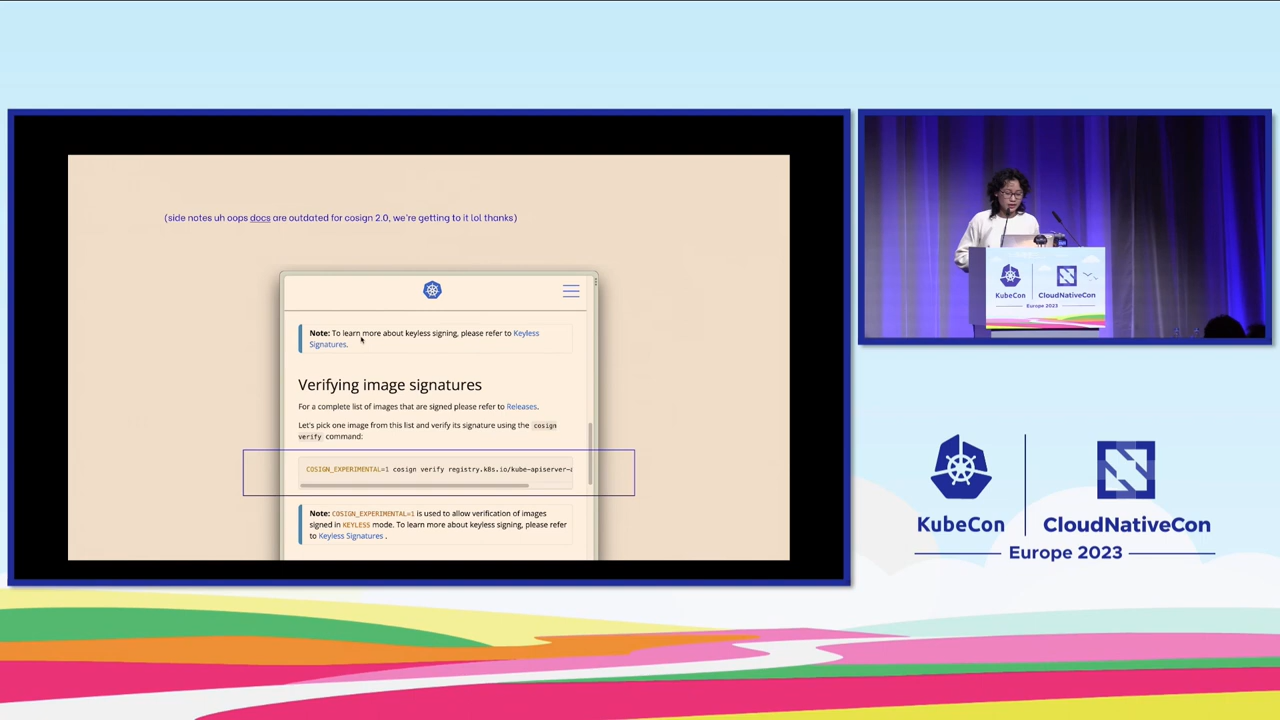 (side notes uh oops docs are outdated for cosign 2.0, we're getting to it lol thanks)
Note: To learn more about keyless signing, please refer to Keyless
Signatures.
Verifying image signatures
For a complete list of images that are signed please refer to Releases.
Let's pick one image from this list and verify its signature using the cosign
verify command:
COSIGN_EXPERIMENTAL=1 cosign verify registry.k8s.io/kube-apiserver-a
Note: COSIGN_EXPERIMENTAL=1 is used to allow verification of images
signed in KEYLESS mode. To learn more about keyless signing, please refer
to Keyless Signatures .
KubeCon
CloudNativeCon
Europe 2023
KubeCon
CloudNativeCon
Europe 2023